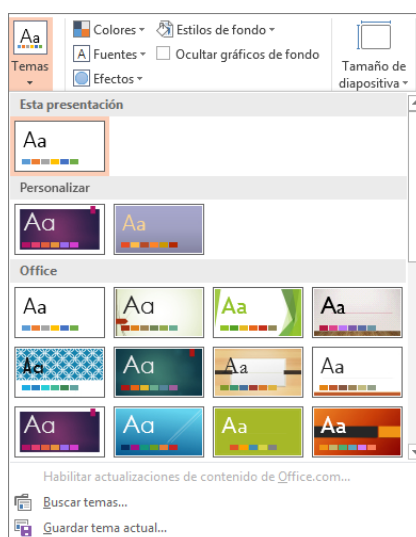 Aa
Temas
Colores
Fuentes
Efectos
Estilos de fondo
Ocultar gráficos de fondo
Tamaño de
diapositiva
Esta presentación
Aa
Personalizar
Aa Aa
Office
Aa Aa Aa Aa
Aa Aa Aa Aa
Aa Aa Aa Aa
Habilitar actualizaciones de contenido de Office.com...
Buscar temas...
Guardar tema actual...